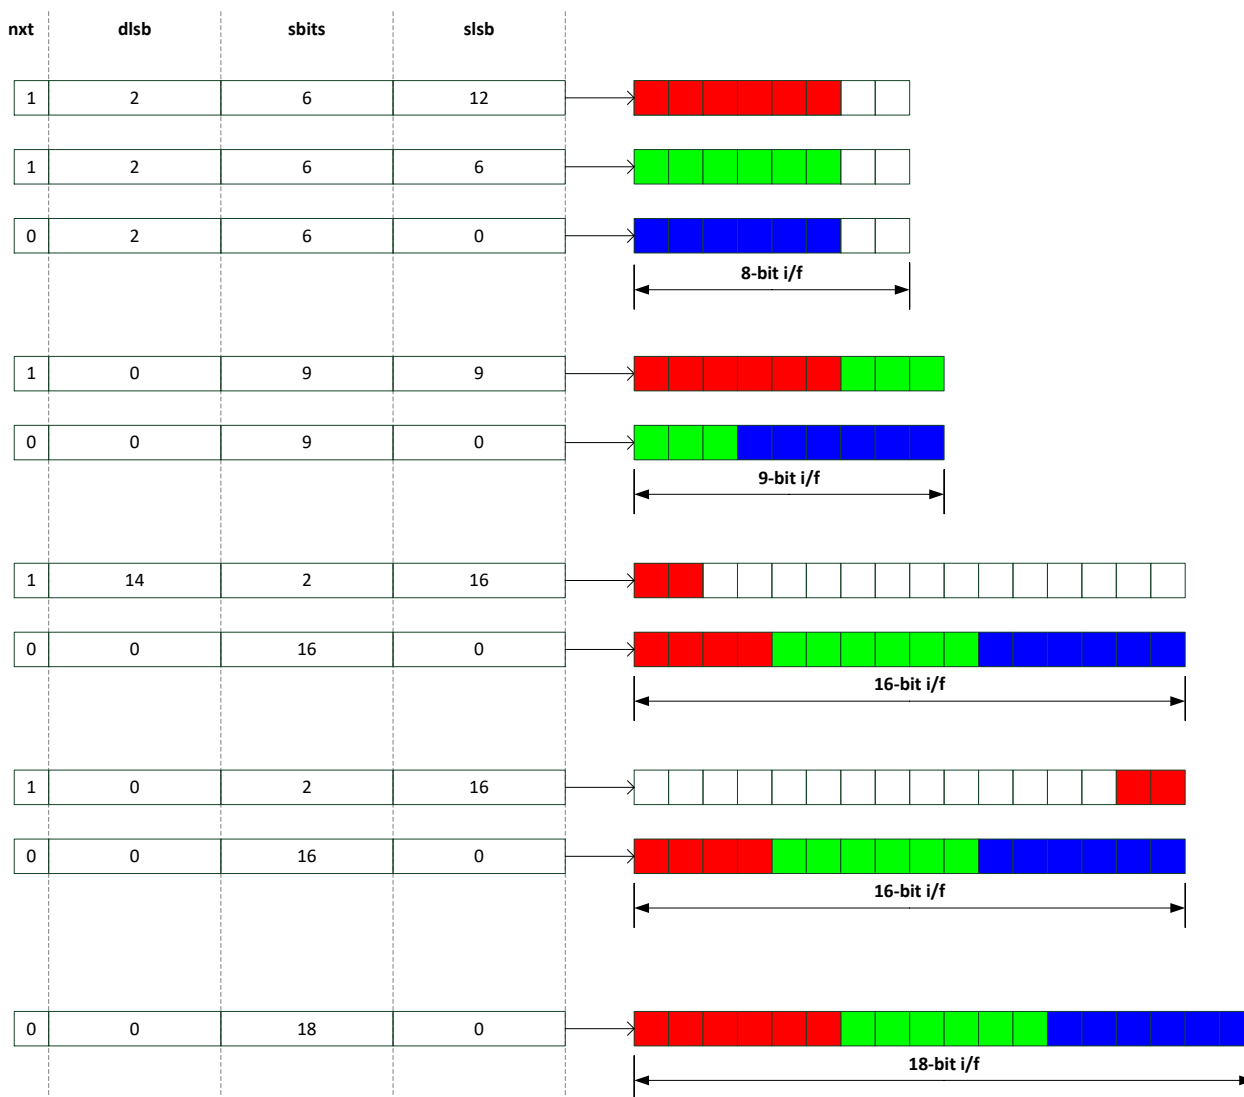 nxt dlsb sbits slsb
1 2 6 12
1 2 6 6
0 2 6 0
8-bit i/f
1 0 9 9
0 0 9 0
9-bit i/f
1 14 2 16
0 0 16 0
16-bit i/f
1 0 2 16
0 0 16 0
16-bit i/f
0 0 18 0
18-bit i/f